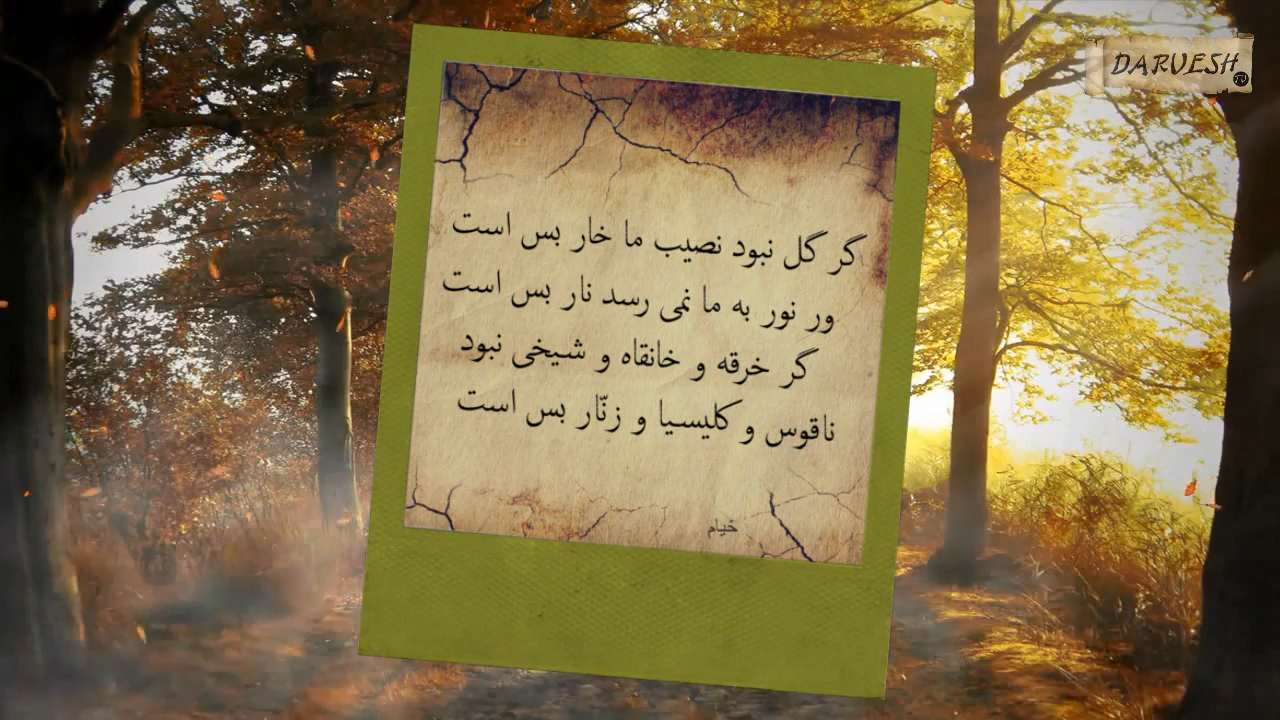 DARVESH
TV
گر گل نبود نصیب ما خار بس است
ور نور به ما نمی رسد نار بس است
گر خرقه و خانقاه و شیخی نبود
ناقوس و کلیسیا و زنّار بس است
خیام